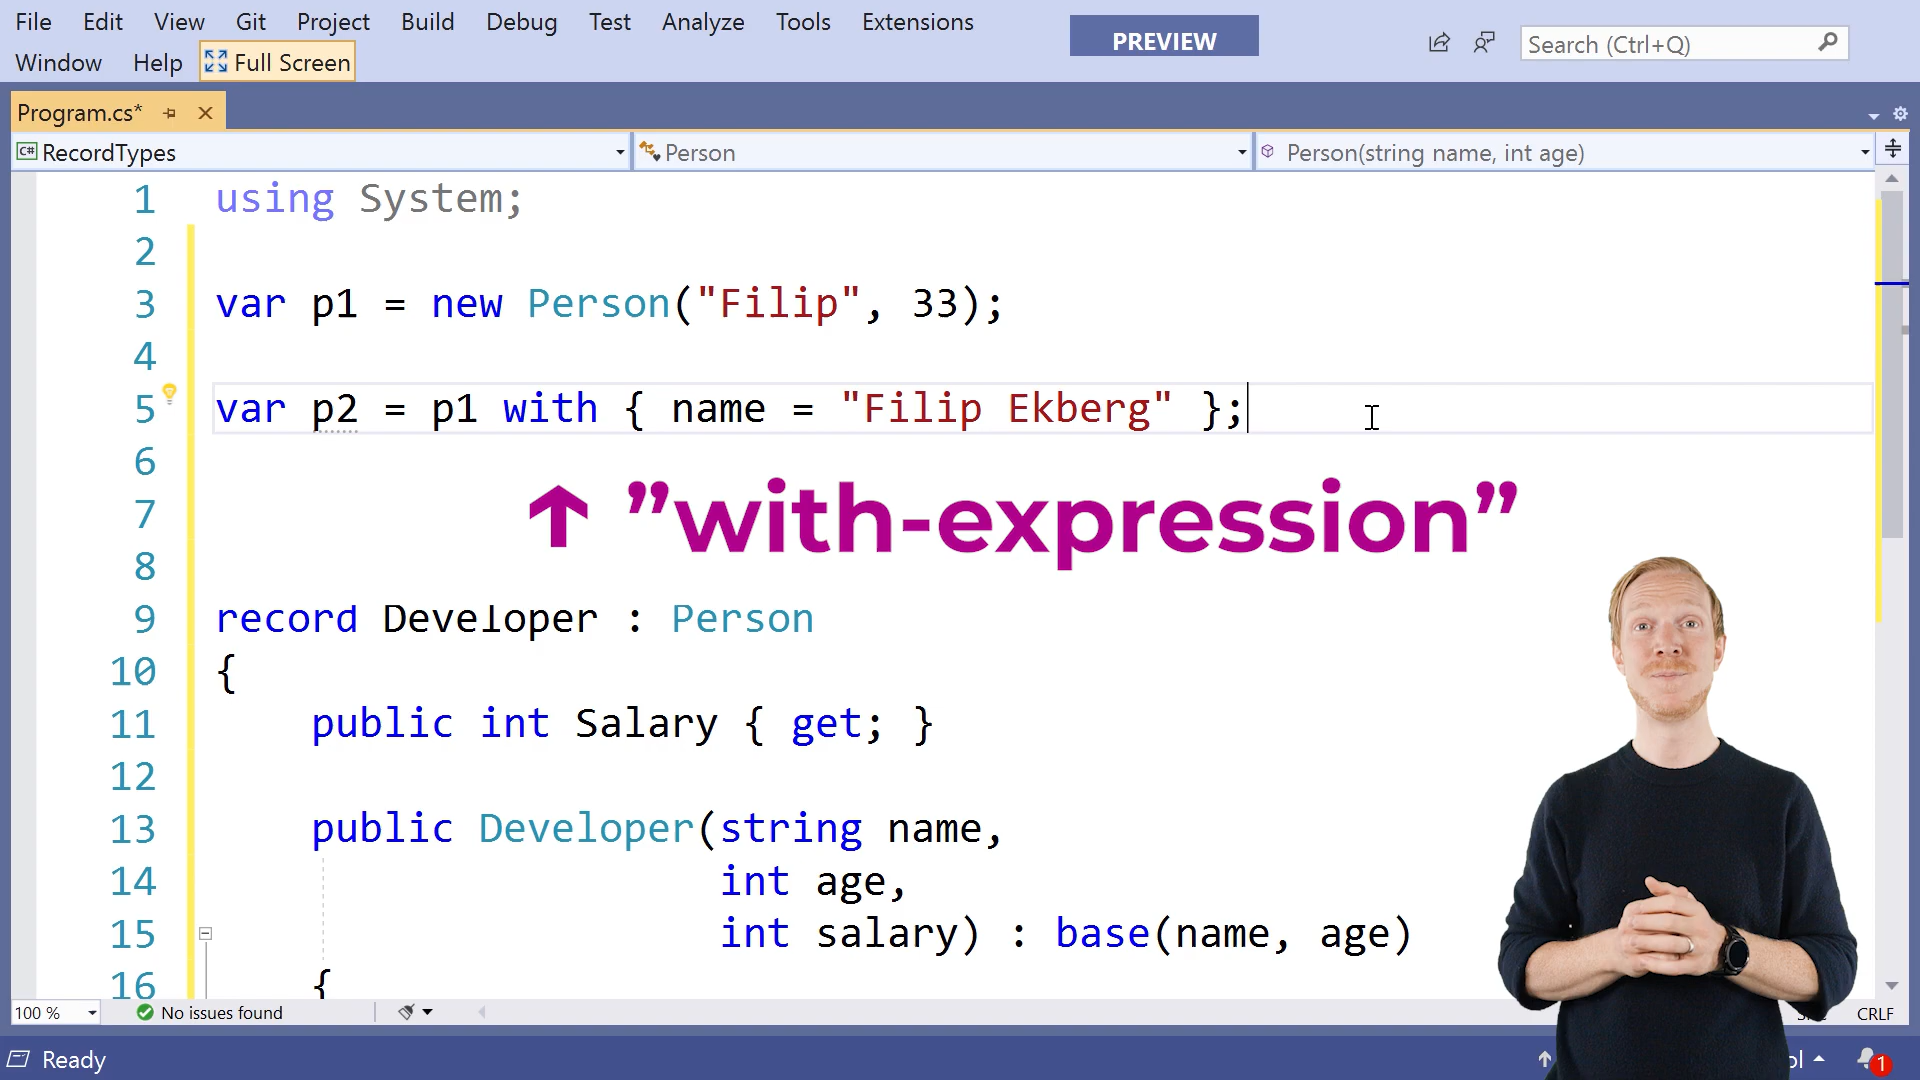 File Edit View Git Project Build Debug Test Analyze Tools Extensions
Window Help Full Screen
PREVIEW
Search (Ctrl+Q)
Program.cs*
C# RecordTypes
Person
Person(string name, int age)
1 using System;
2
3 var p1 = new Person("Filip", 33);
4
5 var p2 = p1 with { name = "Filip Ekberg" };
6
7
↑ ”with-expression”
8
9 record Developer : Person
10 {
11 public int Salary { get; }
12
13 public Developer(string name,
14 int age,
15 int salary) : base(name, age)
16 {
100 %
No issues found
CRLF
Ready
1